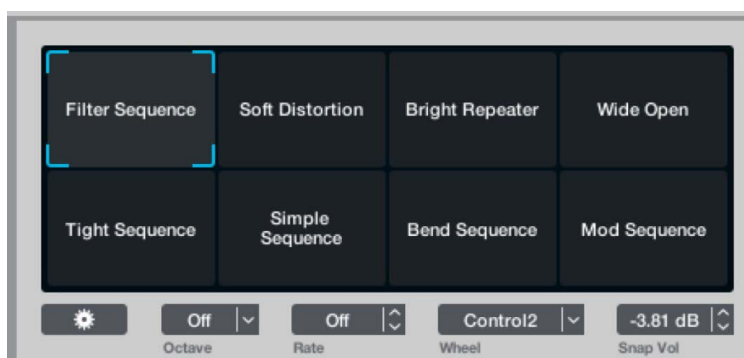 Filter Sequence
Soft Distortion
Bright Repeater
Wide Open
Tight Sequence
Simple
Sequence
Bend Sequence
Mod Sequence
Off
Off
Control2
-3.81 dB
Octave
Rate
Wheel
Snap Vol